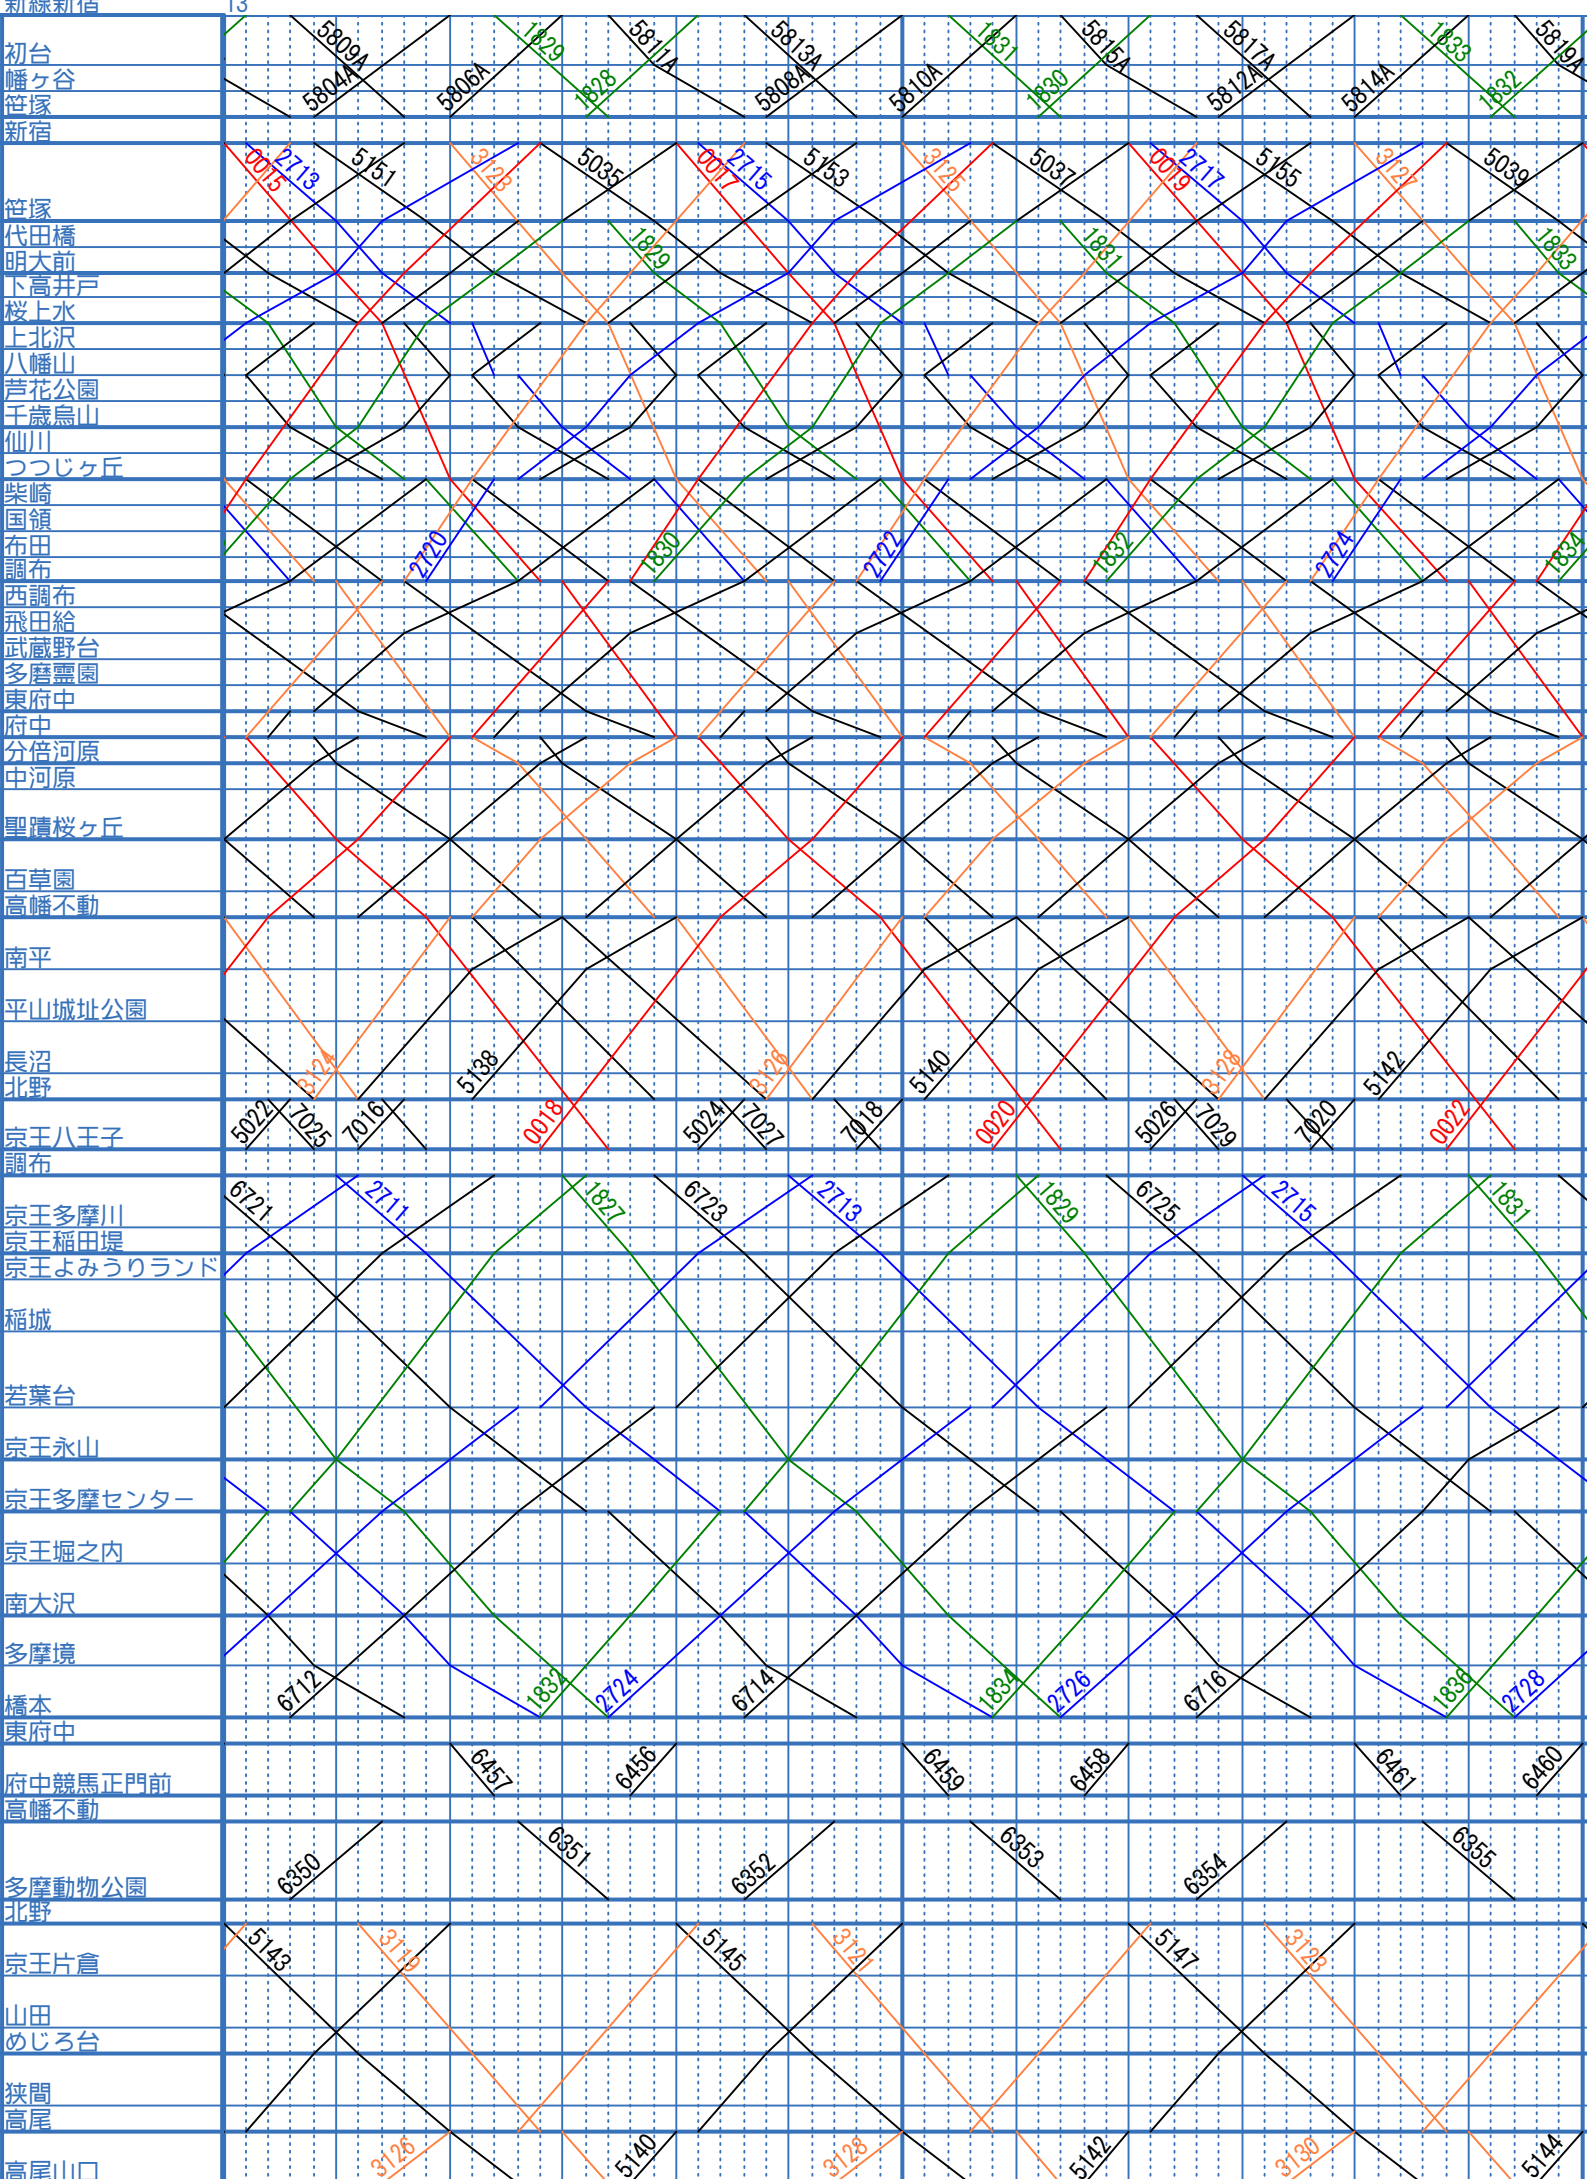 新線新宿 13
5809A 1829 5811A 5813A 1831 5815A 5817A 1833 5819A
初台
幡ヶ谷
5804A 5806A 1828 5808A 5810A 1830 5812A 5814A 1832
笹塚
新宿
0015 2713 5151 3123 5035 0017 2715 5153 3125 5037 0019 2717 5155 3127 5039
笹塚
代田橋
1829 1831 1833
明大前
下高井戸
桜上水
上北沢
八幡山
芦花公園
千歳烏山
仙川
つつじヶ丘
柴崎
国領
布田
2720 1830 2722 1832 2724 1834
調布
西調布
飛田給
武蔵野台
多磨霊園
東府中
府中
分倍河原
中河原
聖蹟桜ヶ丘
百草園
高幡不動
南平
平山城址公園
長沼
3124 5138 3126 5140 3128 5142
北野
5022 7025 7016 0018 5024 7027 7018 0020 5026 7029 7020 0022
京王八王子
調布
6721 2711 1827 6723 2713 1829 6725 2715 1831
京王多摩川
京王稲田堤
京王よみうりランド
稲城
若葉台
京王永山
京王多摩センター
京王堀之内
南大沢
多摩境
6712 1832 2724 6714 1834 2726 6716 1836 2728
橋本
東府中
6457 6456 6459 6458 6461 6460
府中競馬正門前
高幡不動
6350 6351 6352 6353 6354 6355
多摩動物公園
北野
5143 3119 5145 3121 5147 3123
京王片倉
山田
めじろ台
狭間
高尾
3126 5140 3128 5142 3130 5144
高尾山口